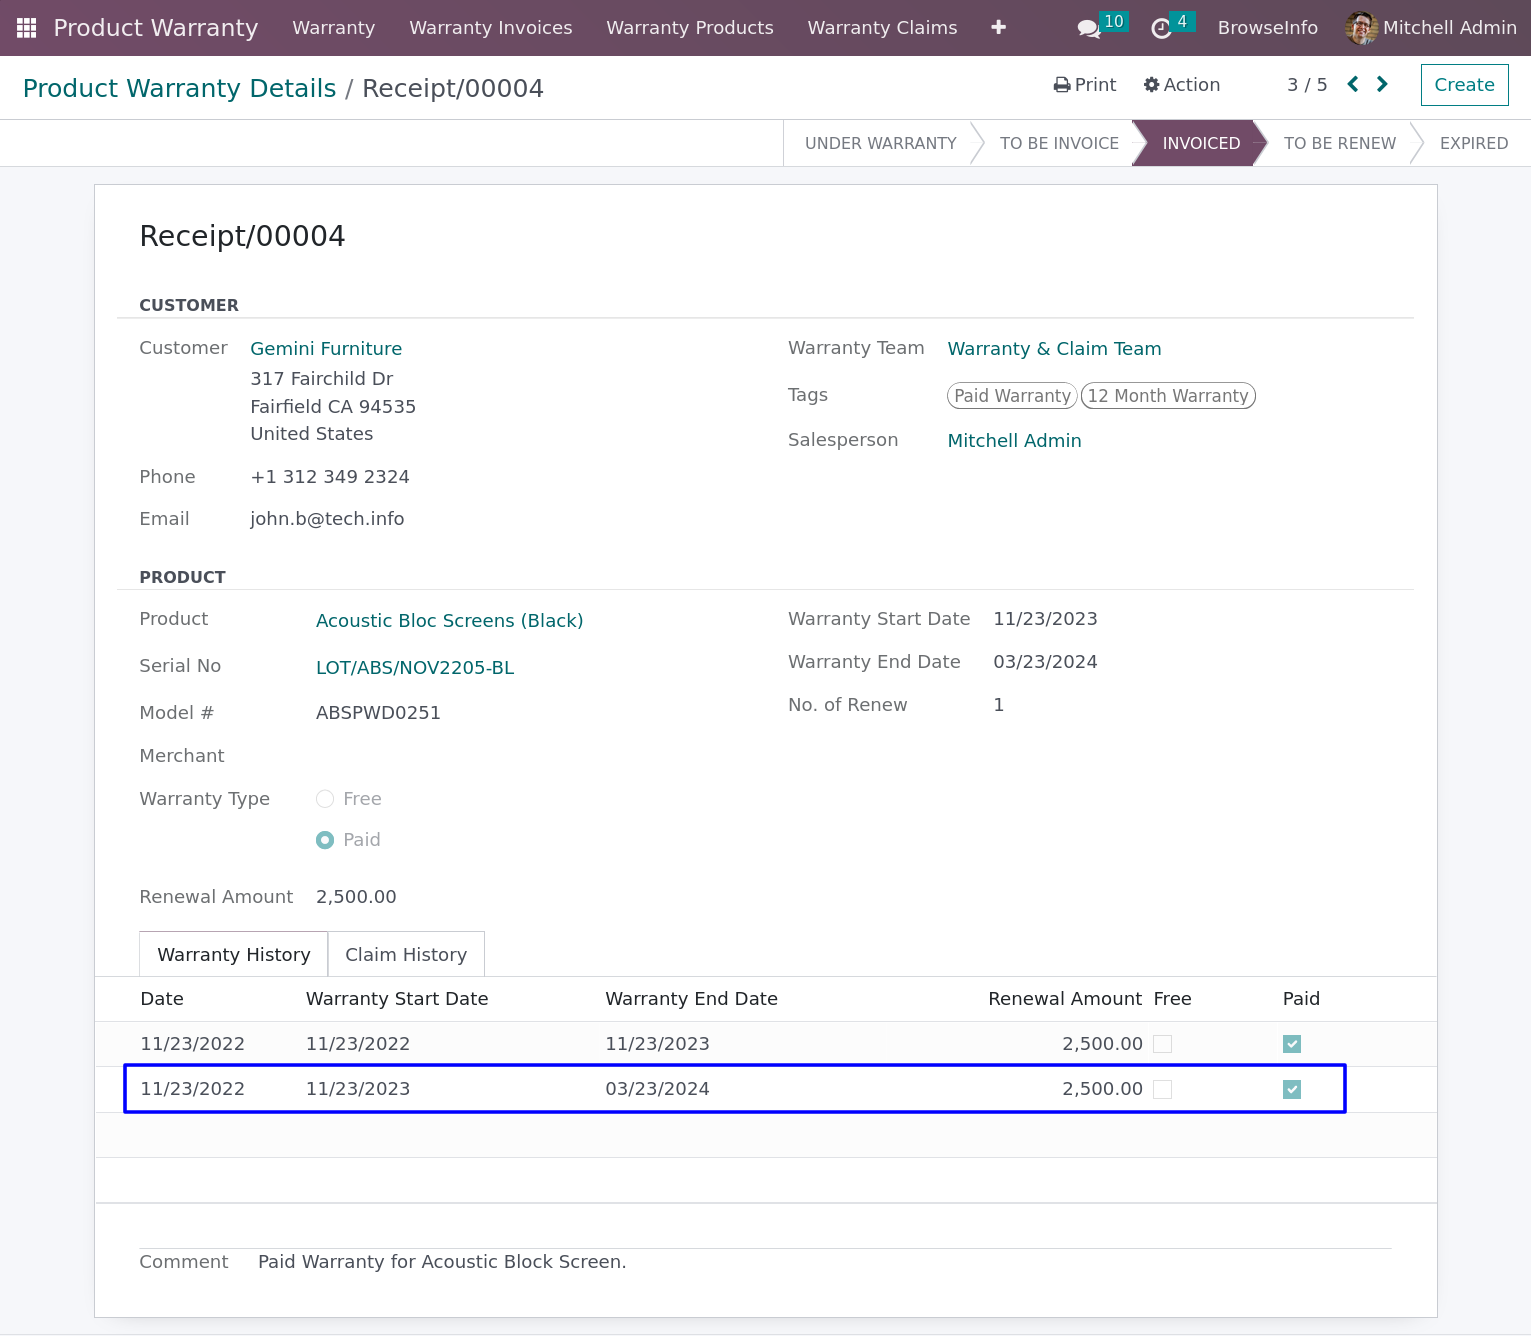 Product Warranty Warranty Warranty Invoices Warranty Products Warranty Claims 10 4 BrowseInfo Mitchell Admin
Product Warranty Details / Receipt/00004 Print Action 3 / 5 Create
UNDER WARRANTY TO BE INVOICE INVOICED TO BE RENEW EXPIRED
Receipt/00004
CUSTOMER
Customer Gemini Furniture Warranty Team Warranty & Claim Team
317 Fairchild Dr
Tags Paid Warranty 12 Month Warranty
Fairfield CA 94535
United States Salesperson Mitchell Admin
Phone +1 312 349 2324
Email john.b@tech.info
PRODUCT
Product Acoustic Bloc Screens (Black) Warranty Start Date 11/23/2023
Serial No LOT/ABS/NOV2205-BL Warranty End Date 03/23/2024
Model # ABSPWD0251 No. of Renew 1
Merchant
Warranty Type Free
Paid
Renewal Amount 2,500.00
Warranty History Claim History
Date Warranty Start Date Warranty End Date Renewal Amount Free Paid
11/23/2022 11/23/2022 11/23/2023 2,500.00
11/23/2022 11/23/2023 03/23/2024 2,500.00
Comment Paid Warranty for Acoustic Block Screen.